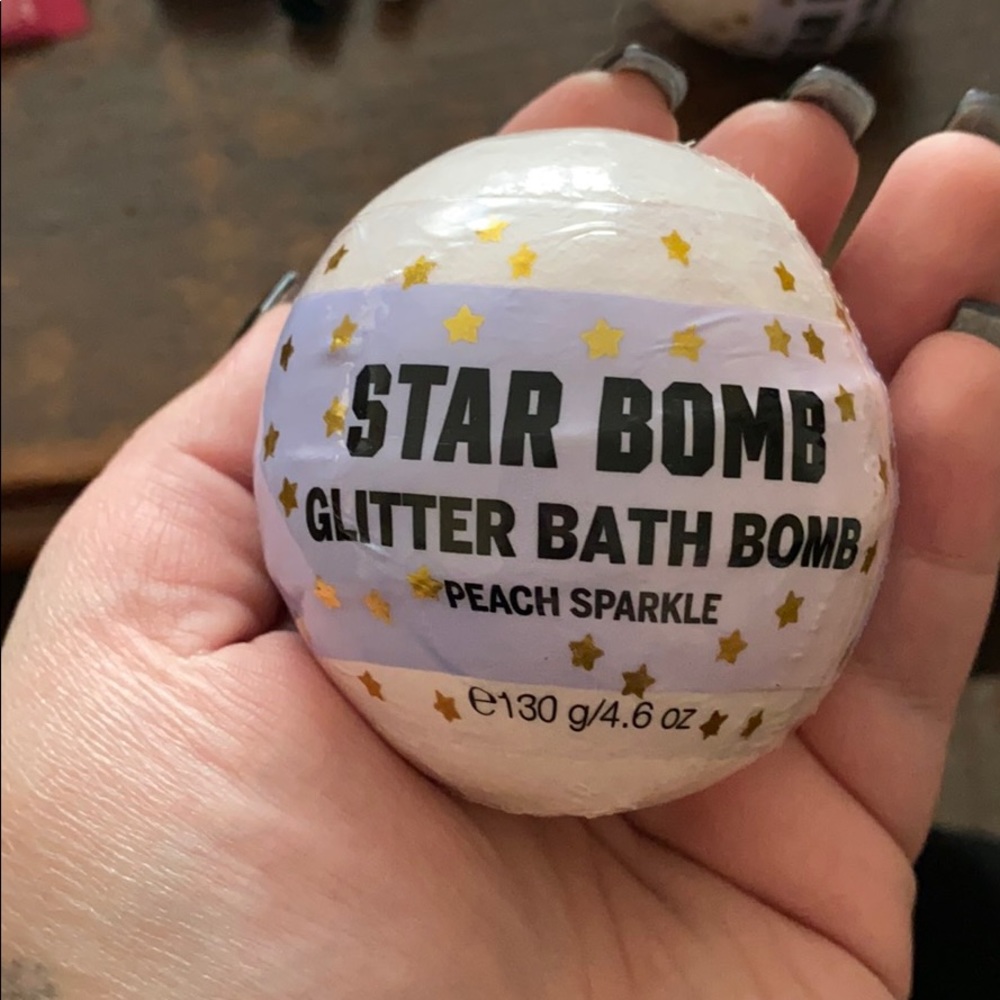 STAR BOMB
GLITTER BATH BOMB
PEACH SPARKLE
℮130 g/4.6 oz